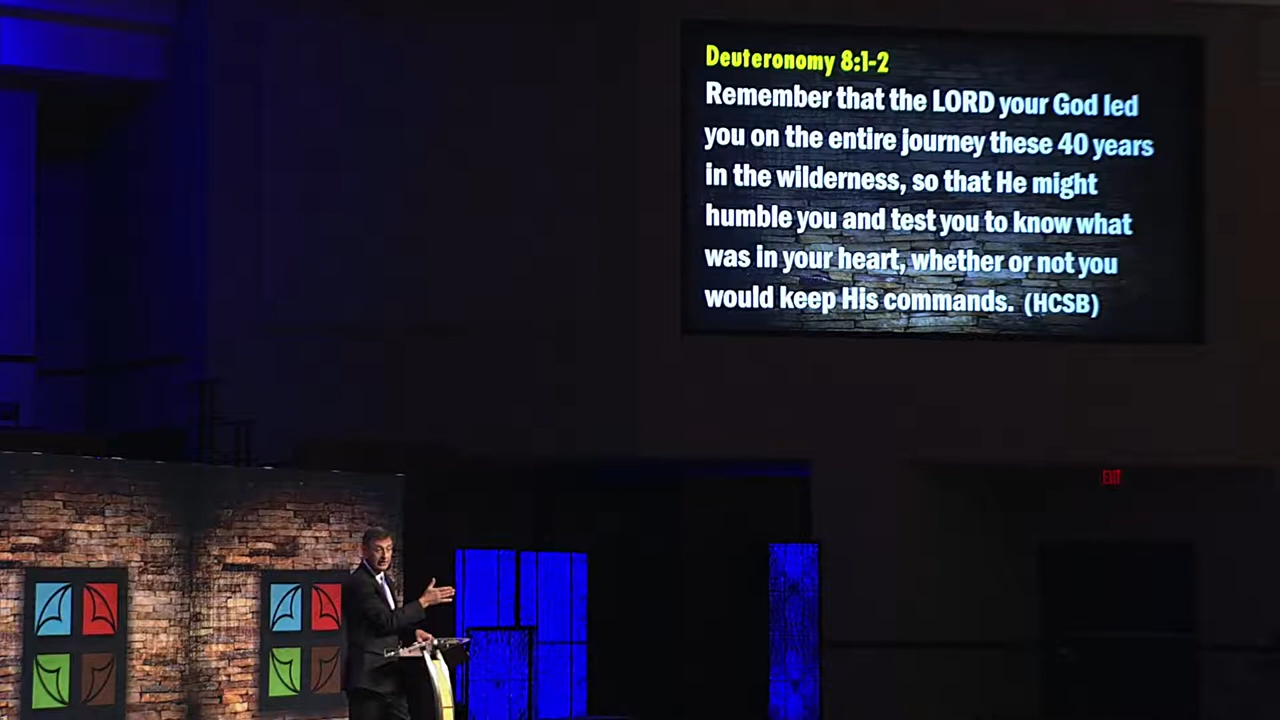 Deuteronomy 8:1-2
Remember that the LORD your God led
you on the entire journey these 40 years
in the wilderness, so that He might
humble you and test you to know what
was in your heart, whether or not you
would keep His commands. (HCSB)
EXIT